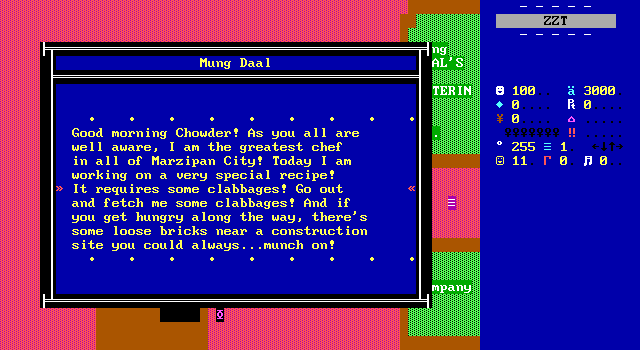 ZZT
Mung Daal
ng
AL'S
TERIN
.
mpany
Good morning Chowder! As you all are
well aware, I am the greatest chef
in all of Marzipan City! Today I am
working on a very special recipe!
» It requires some clabbages! Go out «
and fetch me some clabbages! And if
you get hungry along the way, there's
some loose bricks near a construction
site you could always...munch on!
100
ä 3000
0
0
0
255
1
11
0
0